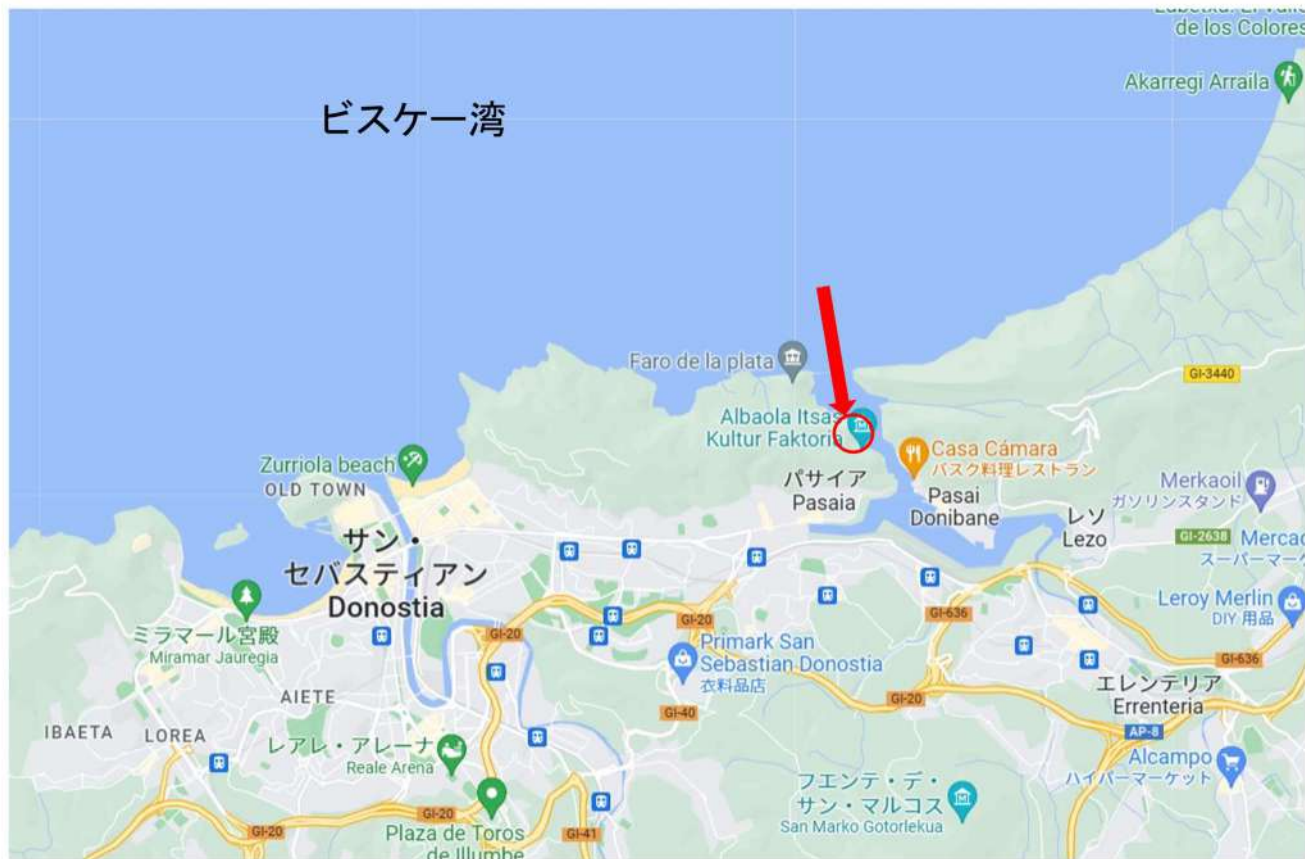 de los Colores
Akarregi Arraila
ビスケー湾
GI-3440
Faro de la plata
Albaola Itsas
Kultur Faktoria
Casa Cámara
バスク料理レストラン
Zurriola beach
OLD TOWN
パサイア
Pasaia
Pasai
Donibane
Merkaoil
ガソリンスタンド
レソ
Lezo
GI-2638
Mercad
スーパーマーケ
サン・
セバスティアン
Donostia
GI-636
Leroy Merlin
DIY 用品
ミラマール宮殿
Miramar Jauregia
GI-20
GI-20
Primark San
Sebastian Donostia
衣料品店
GI-636
エレンテリア
Errenteria
AIETE
GI-40
GI-20
IBAETA
LOREA
AP-8
レアレ・アレーナ
Reale Arena
Alcampo
ハイパーマーケット
フエンテ・デ・
サン・マルコス
San Marko Gotorlekua
GI-20
GI-20
Plaza de Toros
de Illumbe
GI-41